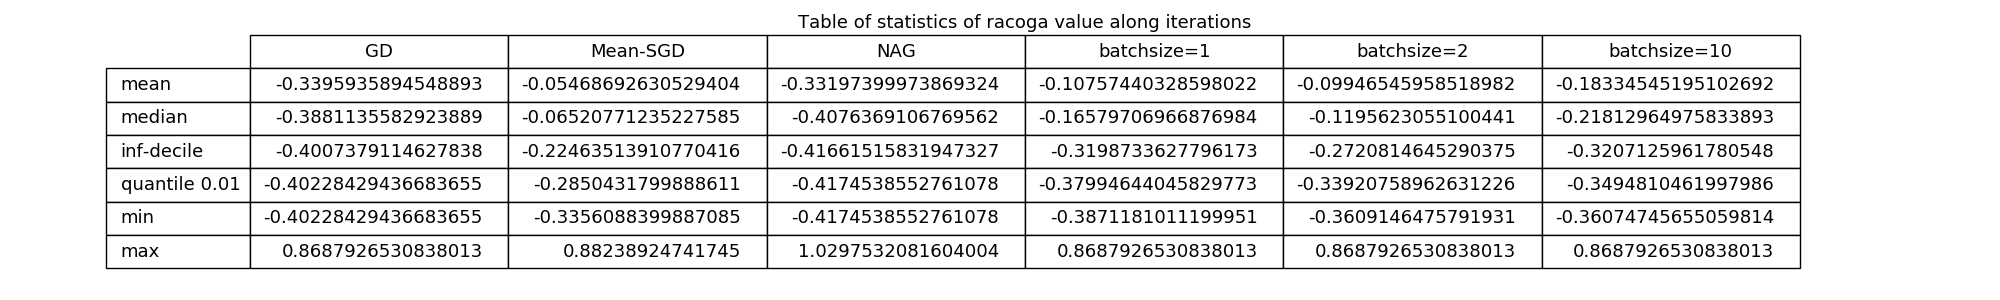 Table of statistics of racoga value along iterations
GD Mean-SGD NAG batchsize=1 batchsize=2 batchsize=10
mean -0.3395935894548893 -0.05468692630529404 -0.33197399973869324 -0.10757440328598022 -0.09946545958518982 -0.18334545195102692
median -0.3881135582923889 -0.06520771235227585 -0.4076369106769562 -0.16579706966876984 -0.1195623055100441 -0.21812964975833893
inf-decile -0.4007379114627838 -0.22463513910770416 -0.41661515831947327 -0.3198733627796173 -0.2720814645290375 -0.3207125961780548
quantile 0.01 -0.40228429436683655 -0.2850431799888611 -0.4174538552761078 -0.37994644045829773 -0.33920758962631226 -0.3494810461997986
min -0.40228429436683655 -0.3356088399887085 -0.4174538552761078 -0.3871181011199951 -0.3609146475791931 -0.36074745655059814
max 0.8687926530838013 0.88238924741745 1.0297532081604004 0.8687926530838013 0.8687926530838013 0.8687926530838013